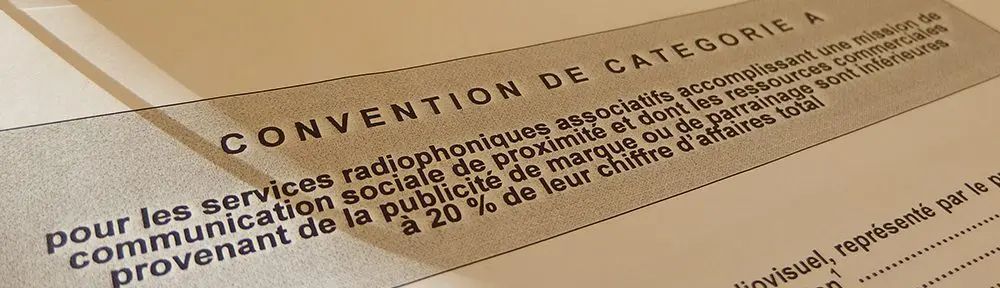 CONVENTION DE CATEGORIE A
pour les services radiophoniques associatifs accomplissant une mission de
communication sociale de proximité et dont les ressources commerciales
provenant de la publicité de marque ou de parrainage sont inférieures
à 20 % de leur chiffre d'affaires total
diovisuel, représenté par le p
on¹